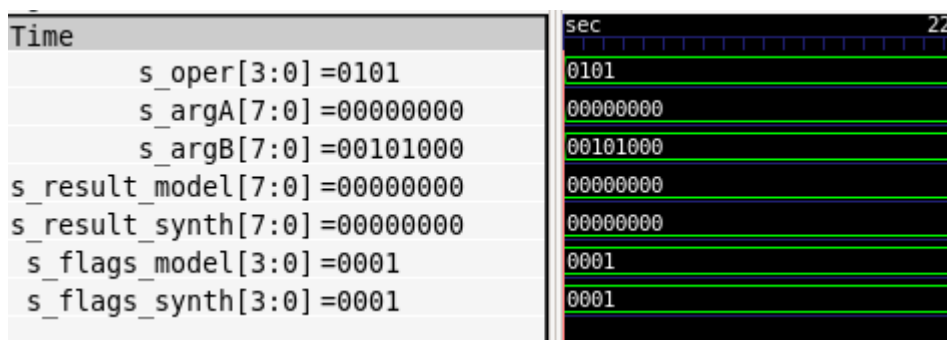 Time sec 22
s_oper[3:0]=0101 0101
s_argA[7:0]=00000000 00000000
s_argB[7:0]=00101000 00101000
s_result_model[7:0]=00000000 00000000
s_result_synth[7:0]=00000000 00000000
s_flags_model[3:0]=0001 0001
s_flags_synth[3:0]=0001 0001